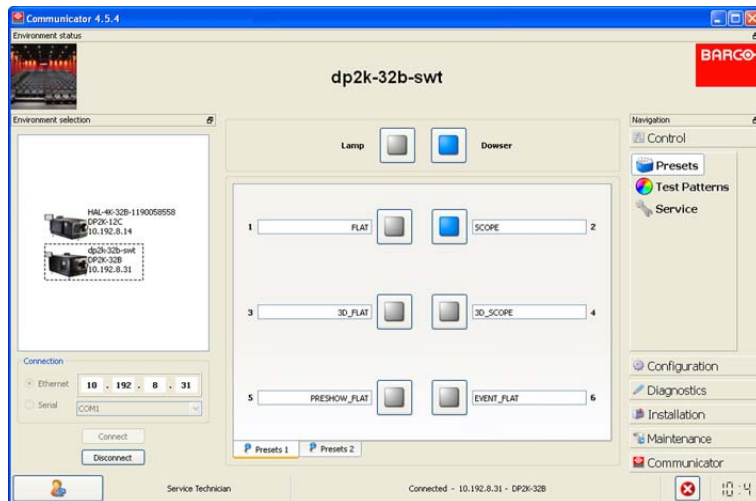 Communicator 4.5.4
Environment status
dp2k-32b-swt
BARCO
Environment selection
HAL-4K-32B-1190058558
DP2K-12C
10.192.8.14
dp2k-32b-swt
DP2K-32B
10.192.8.31
Connection
Ethernet 10 . 192 . 8 . 31
Serial COM1
Connect
Disconnect
Lamp Dowser
1 FLAT SCOPE 2
3 3D_FLAT 3D_SCOPE 4
5 PRESHOW_FLAT EVENT_FLAT 6
Presets 1 Presets 2
Navigation
Control
Presets
Test Patterns
Service
Configuration
Diagnostics
Installation
Maintenance
Communicator
Service Technician Connected - 10.192.8.31 - DP2K-32B